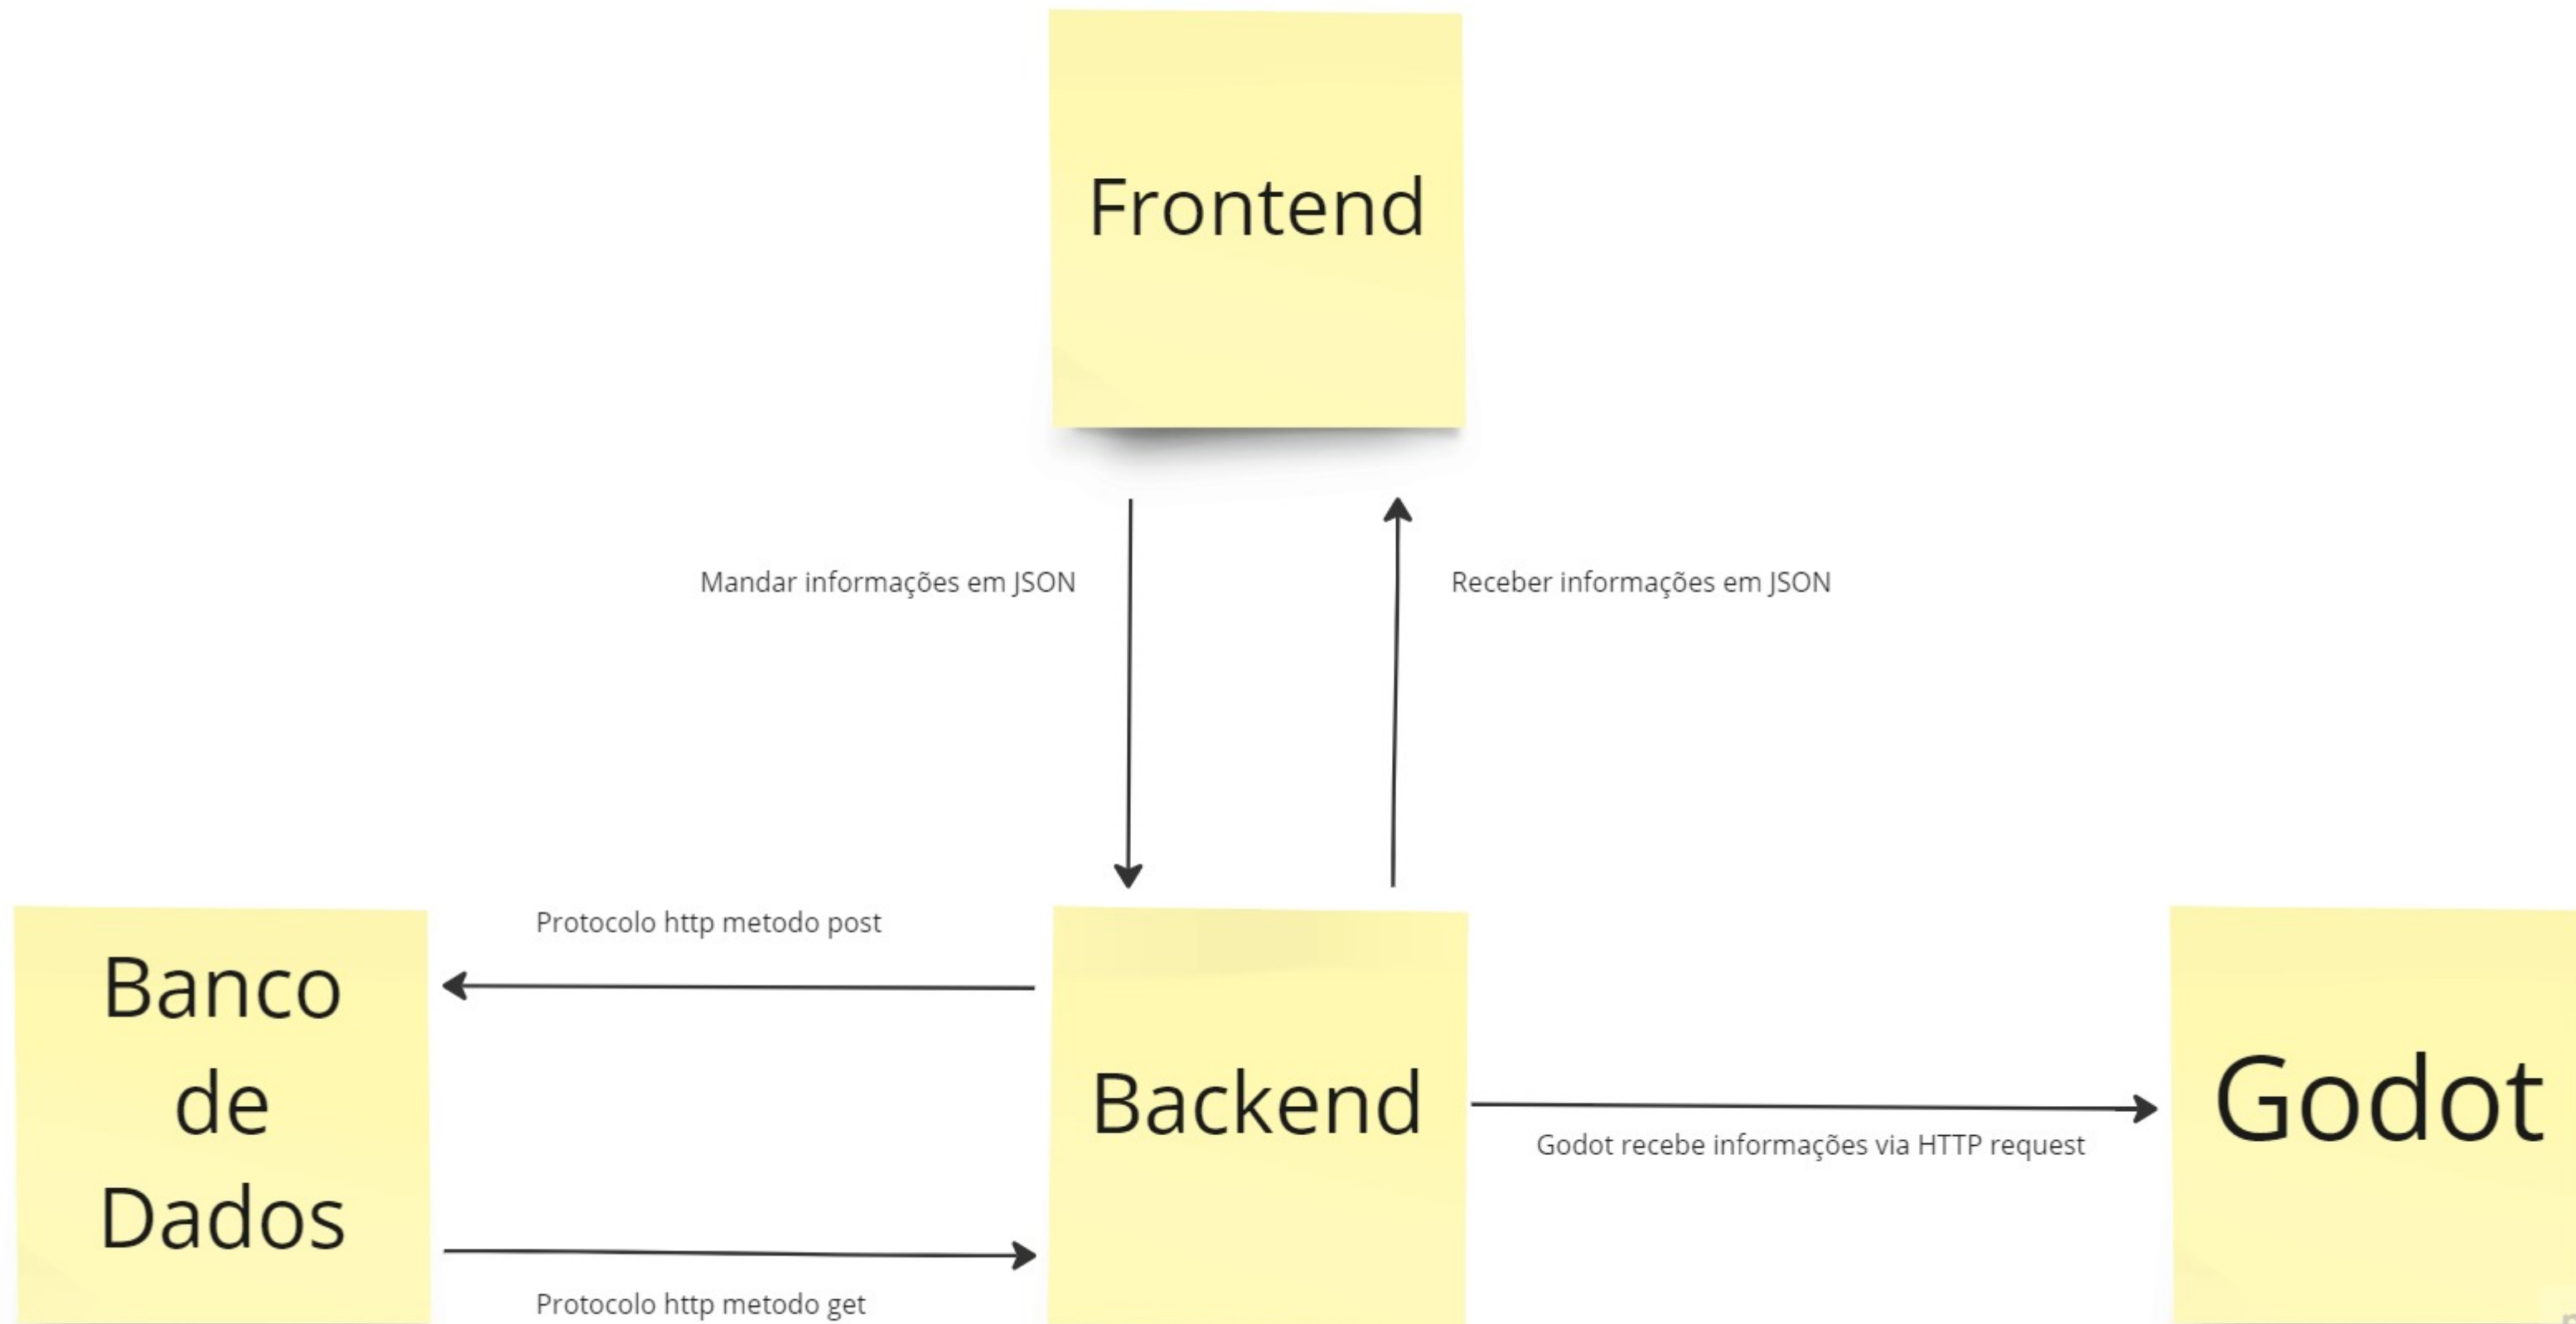 Frontend
Mandar informações em JSON
Receber informações em JSON
Protocolo http metodo post
Banco
de
Dados
Backend
Godot
Godot recebe informações via HTTP request
Protocolo http metodo get